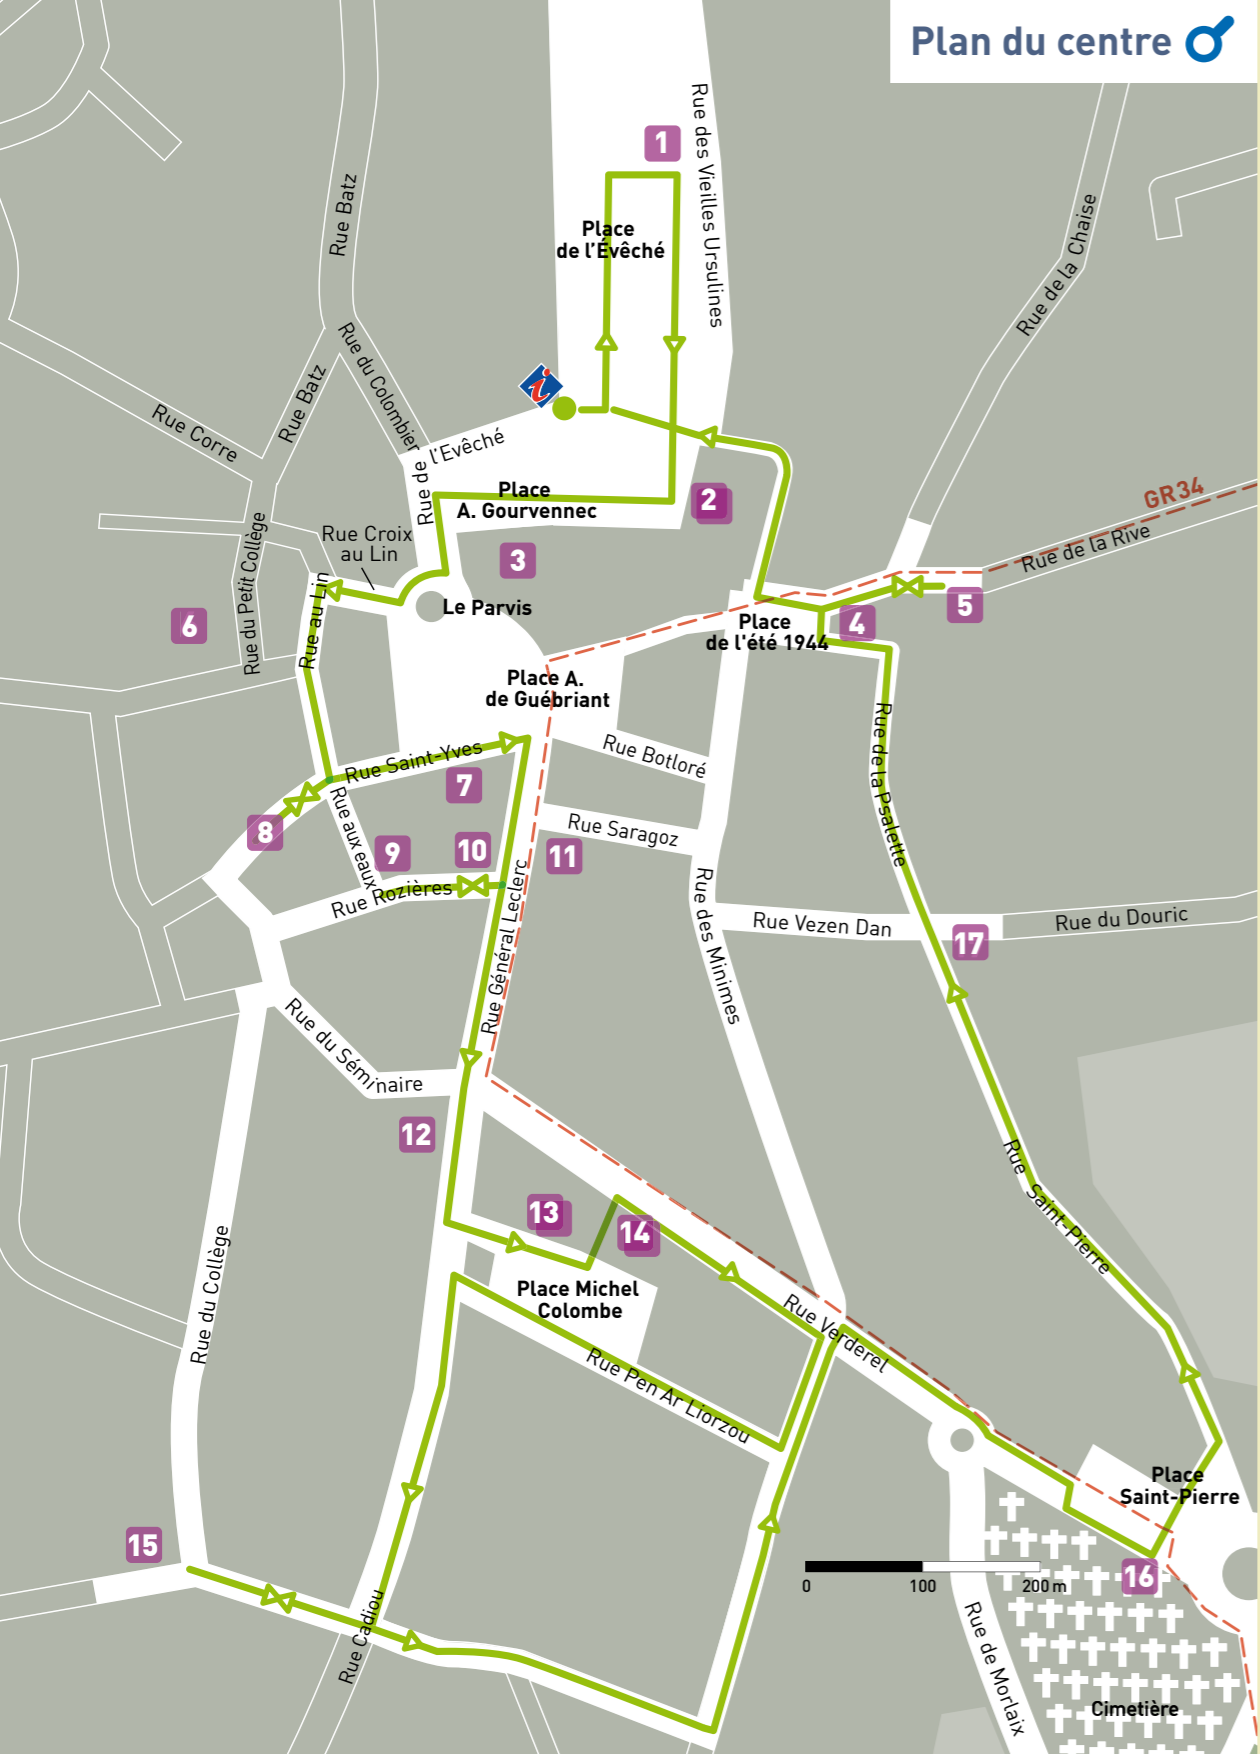 Plan du centre
1
Rue des Vieilles Ursulines
Place
de l'Évêché
Rue Batz
Rue de la Chaise
Rue du Colombier
Rue Batz
Rue Corre
i
Rue de l'Evêché
Place
A. Gourvennec
2
GR34
Rue de la Rive
Rue Croix
au Lin
3
Rue du Petit Collège
6
Rue au Lin
Le Parvis
Place
de l'été 1944
4
5
Place A.
de Guébriant
Rue de la Psalette
Rue Botloré
Rue Saint-Yves
7
8
Rue aux eaux
9
10
11
Rue Saragoz
Rue Rozières
Rue Général Leclerc
Rue des Minimes
Rue Vezen Dan
17
Rue du Douric
Rue du Séminaire
12
Rue Saint-Pierre
13
14
Place Michel
Colombe
Rue du Collège
Rue Verderel
Rue Pen Ar Liorzou
Place
Saint-Pierre
15
16
0
100
200 m
Rue Cadiou
Rue de Morlaix
Cimetière